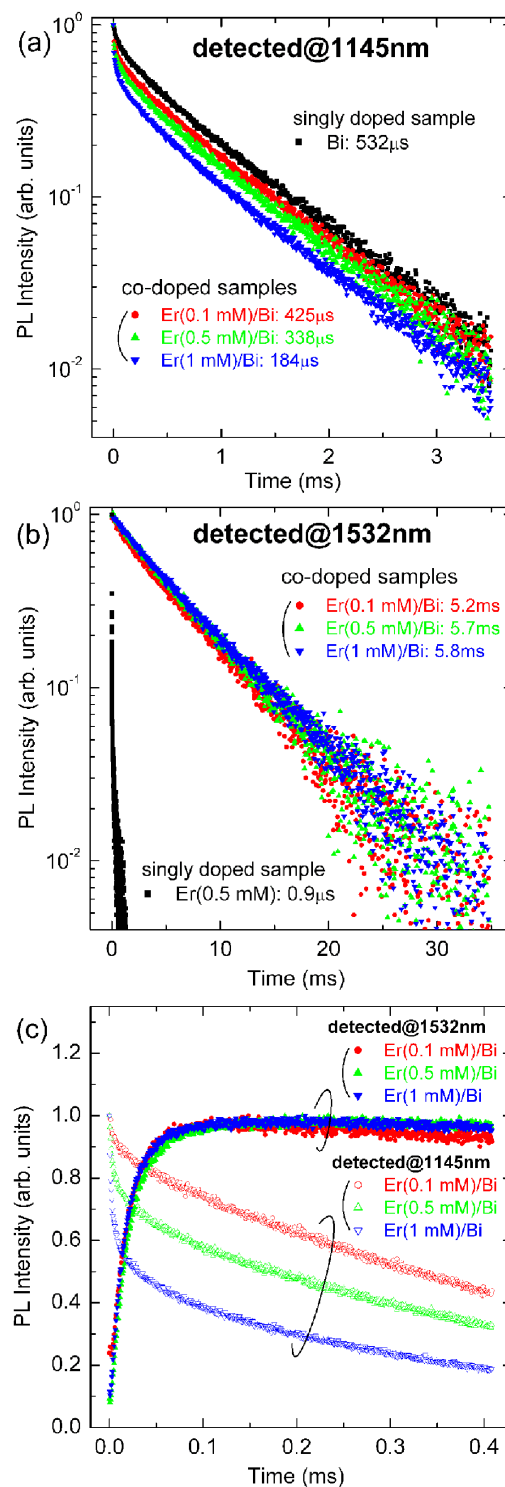 (a)
detected@1145nm
singly doped sample
Bi: 532μs
co-doped samples
Er(0.1 mM)/Bi: 425μs
Er(0.5 mM)/Bi: 338μs
Er(1 mM)/Bi: 184μs
PL Intensity (arb. units)
10⁰
10⁻¹
10⁻²
0 1 2 3
Time (ms)
(b)
detected@1532nm
co-doped samples
Er(0.1 mM)/Bi: 5.2ms
Er(0.5 mM)/Bi: 5.7ms
Er(1 mM)/Bi: 5.8ms
singly doped sample
Er(0.5 mM): 0.9μs
PL Intensity (arb. units)
10⁰
10⁻¹
10⁻²
0 10 20 30
Time (ms)
(c)
detected@1532nm
Er(0.1 mM)/Bi
Er(0.5 mM)/Bi
Er(1 mM)/Bi
detected@1145nm
Er(0.1 mM)/Bi
Er(0.5 mM)/Bi
Er(1 mM)/Bi
PL Intensity (arb. units)
1.2
1.0
0.8
0.6
0.4
0.2
0.0
0.0 0.1 0.2 0.3 0.4
Time (ms)